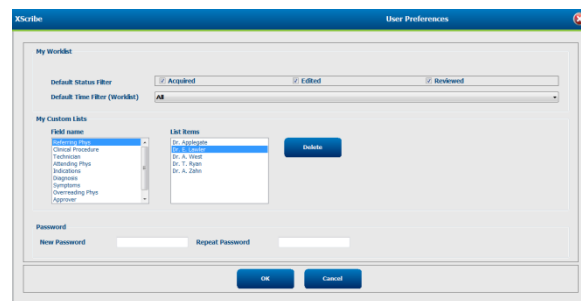 XScribe User Preferences
My Worklist
Default Status Filter Acquired Edited Reviewed
Default Time Filter (Worklist) All
My Custom Lists
Field name List items
Referring Phys
Clinical Procedure
Technician
Attending Phys
Indications
Diagnosis
Symptoms
Overreading Phys
Approver
Dr. Applegate
Dr. E. Lawler
Dr. A. West
Dr. T. Ryan
Dr. A. Zahn
Delete
Password
New Password Repeat Password
OK Cancel